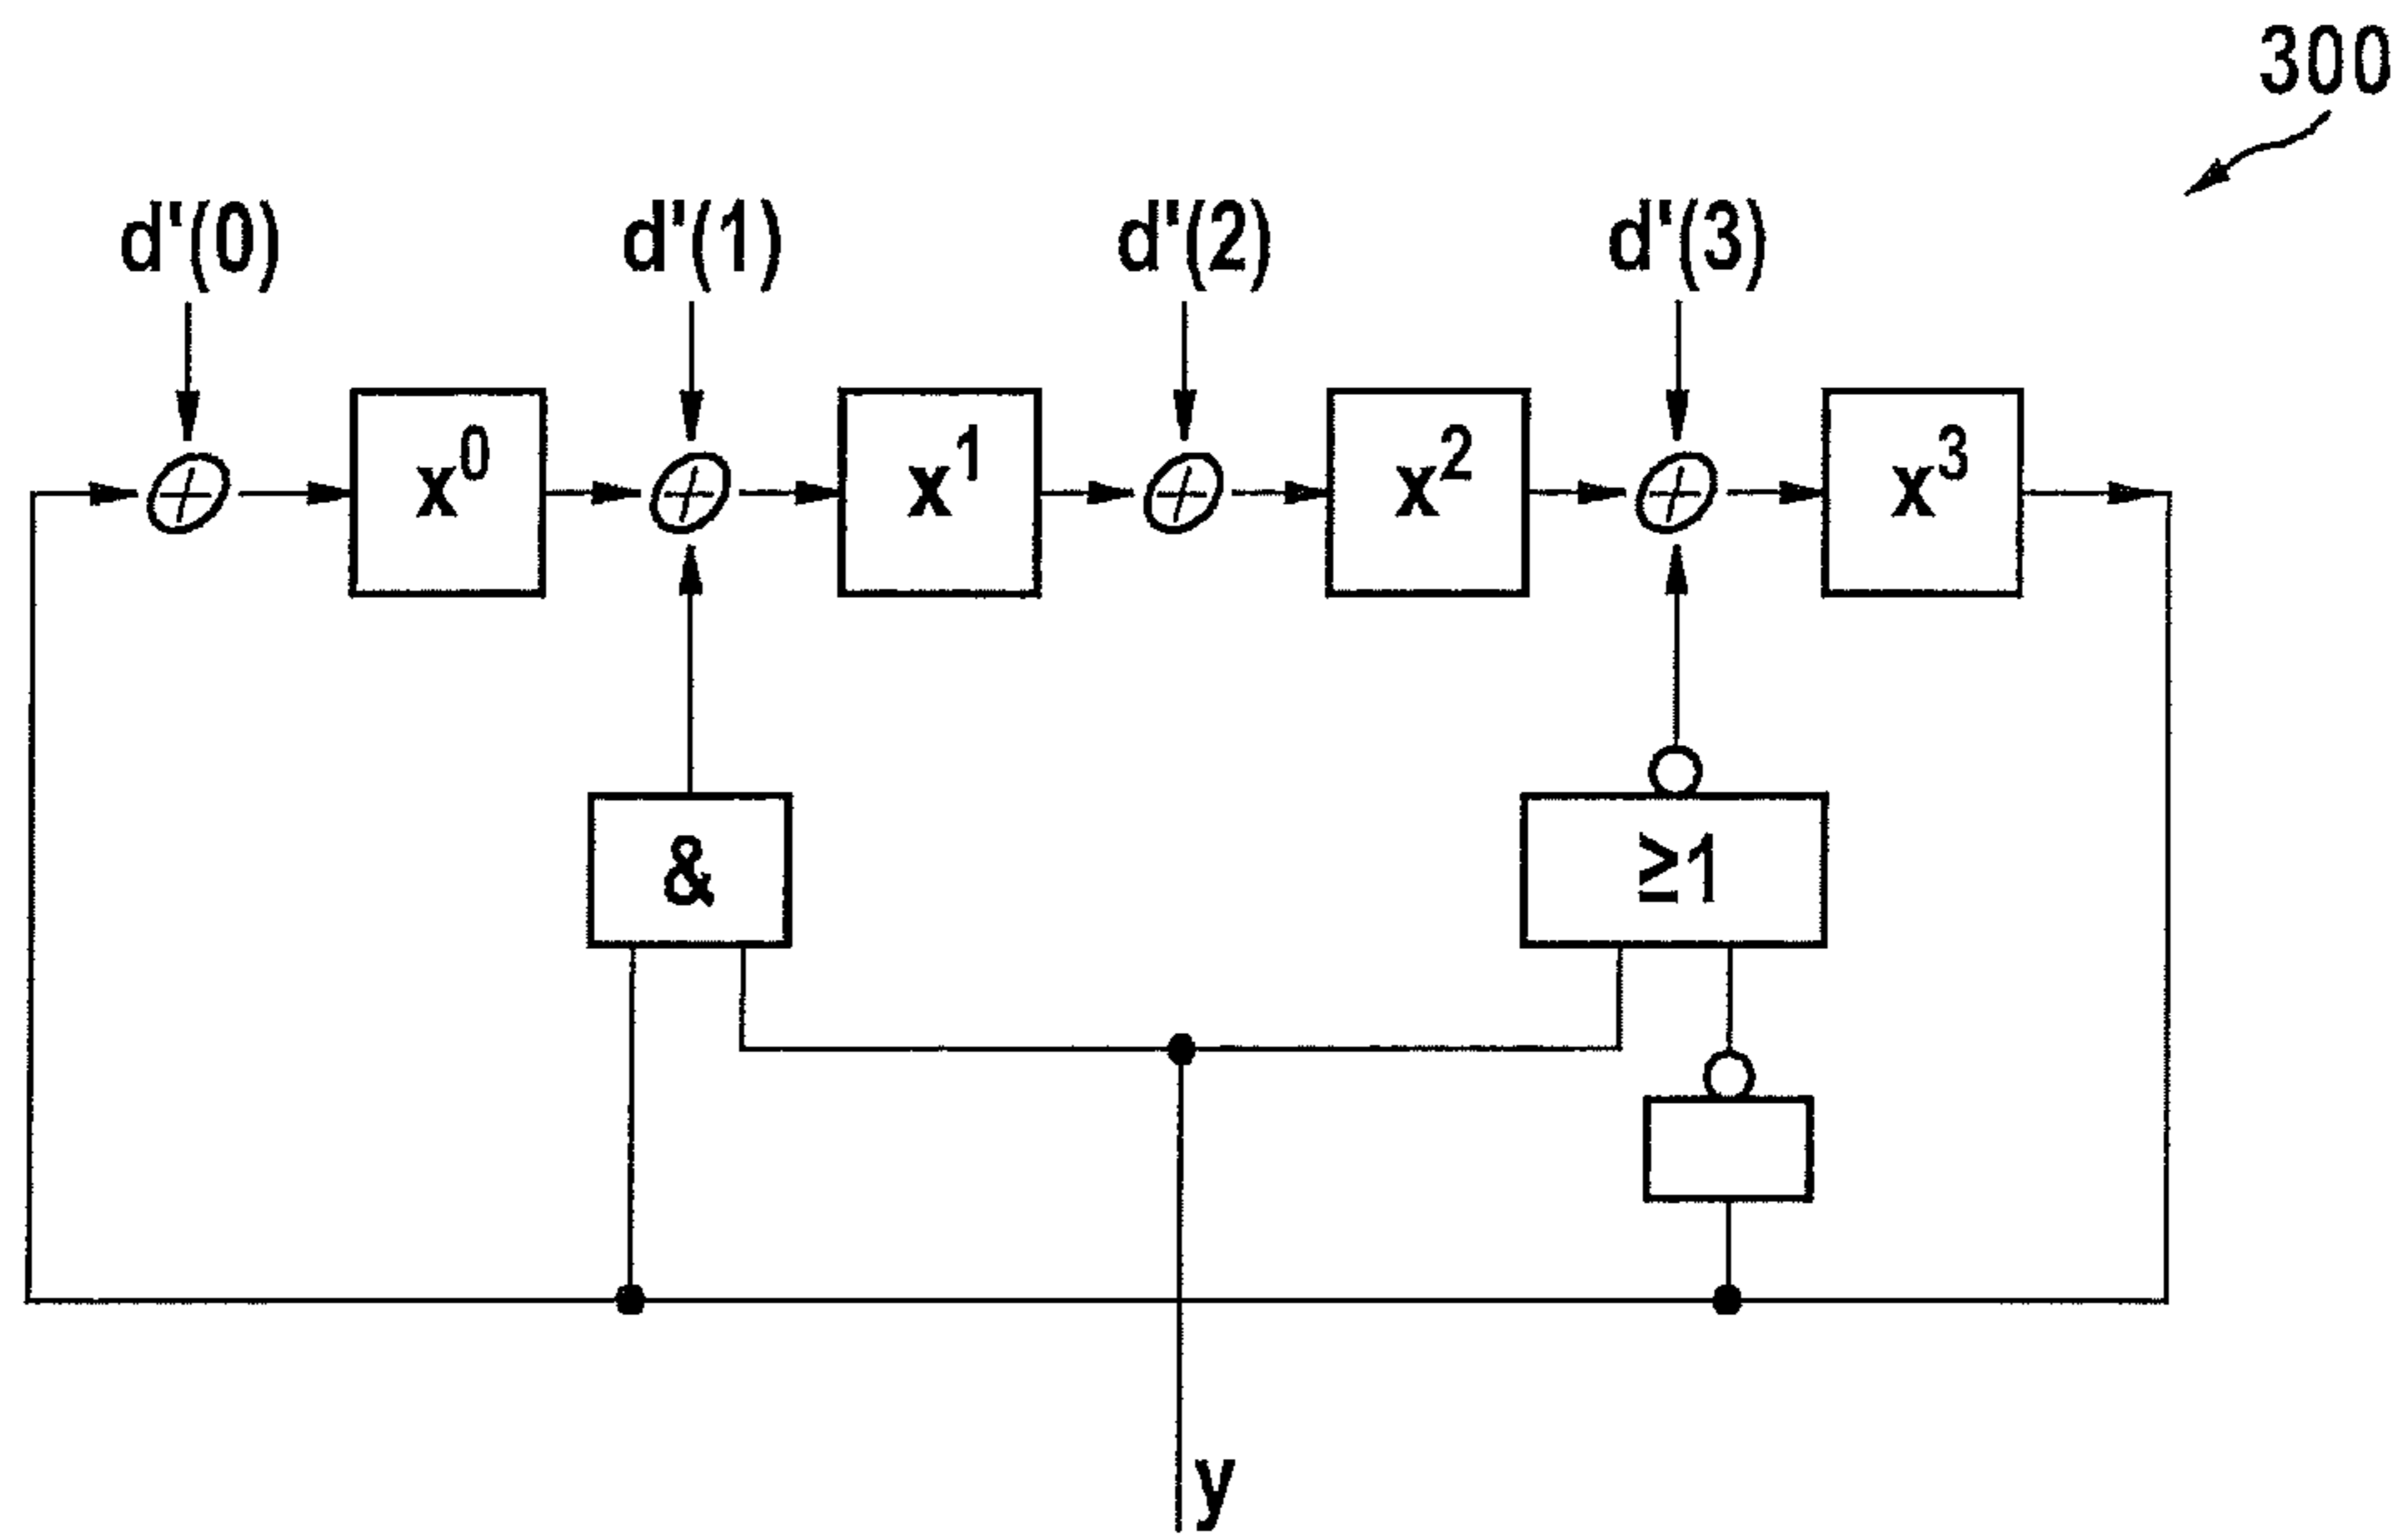 300
d'(0) d'(1) d'(2) d'(3)
x⁰ x¹ x² x³
& ≥1
y